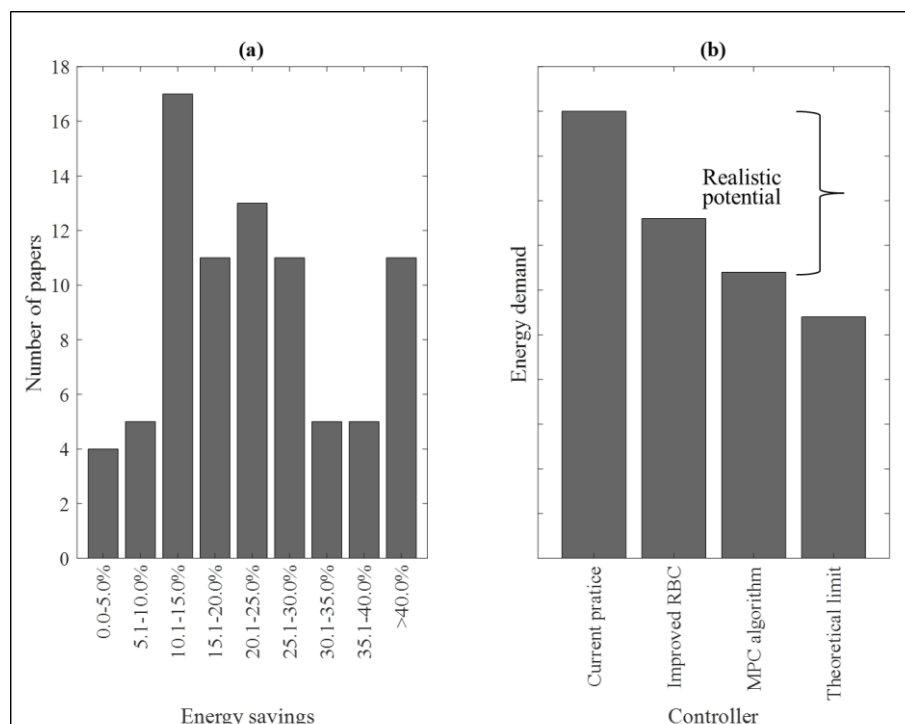 (a)
Number of papers
18
16
14
12
10
8
6
4
2
0
0.0-5.0%
5.1-10.0%
10.1-15.0%
15.1-20.0%
20.1-25.0%
25.1-30.0%
30.1-35.0%
35.1-40.0%
>40.0%
Energy savings
(b)
Energy demand
Realistic
potential
Current pratice
Improved RBC
MPC algorithm
Theoretical limit
Controller